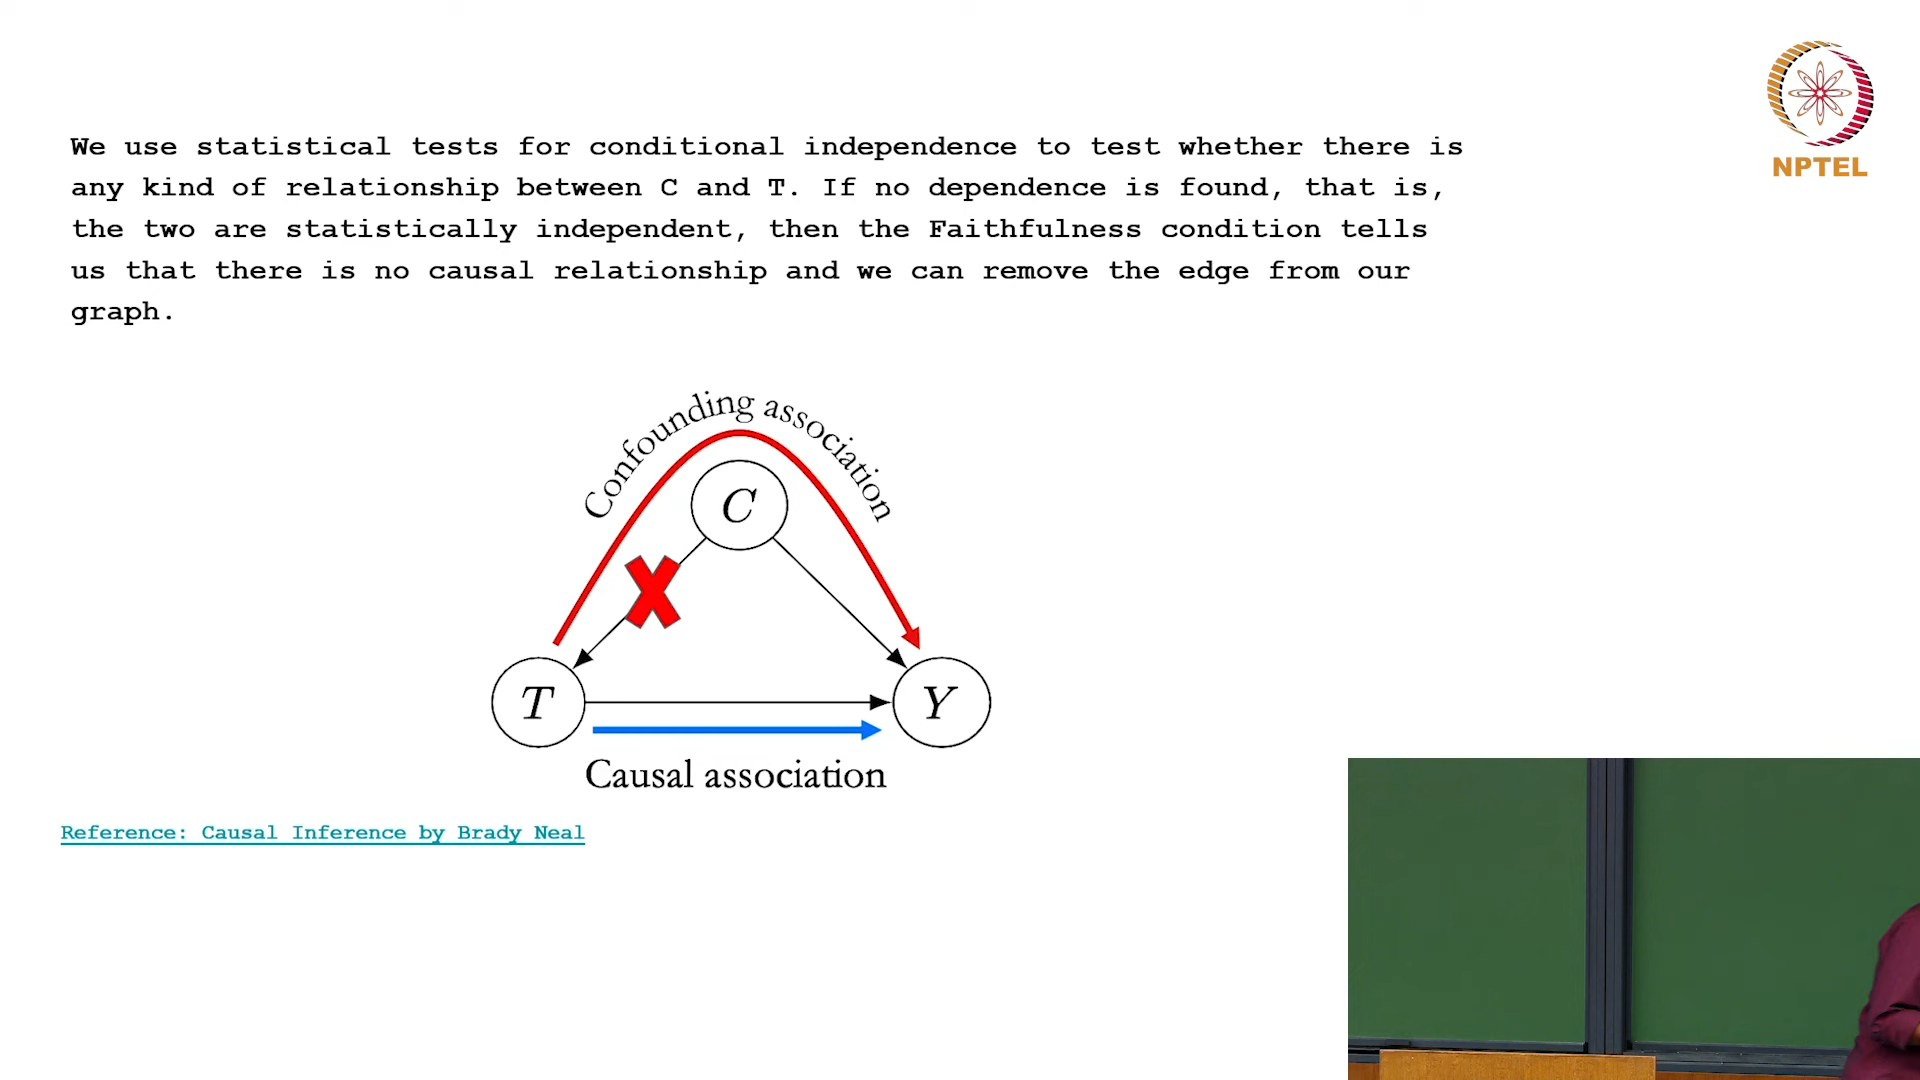 NPTEL
We use statistical tests for conditional independence to test whether there is
any kind of relationship between C and T. If no dependence is found, that is,
the two are statistically independent, then the Faithfulness condition tells
us that there is no causal relationship and we can remove the edge from our
graph.
Confounding association
C
T
Y
Causal association
Reference: Causal Inference by Brady Neal